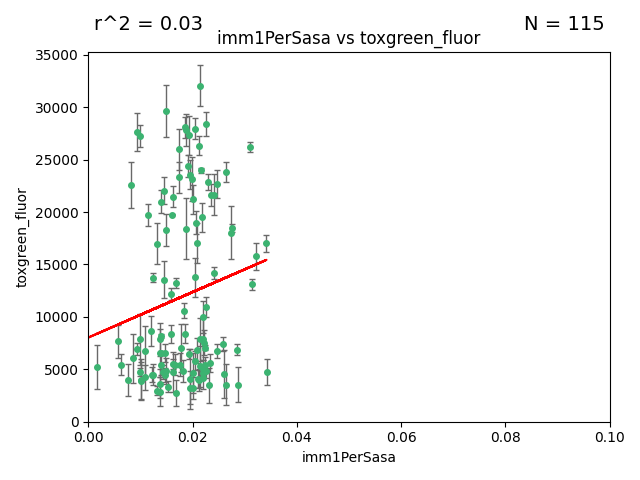 r^2 = 0.03
N = 115
imm1PerSasa vs toxgreen_fluor
35000
30000
25000
20000
15000
10000
5000
0
toxgreen_fluor
0.00
0.02
0.04
0.06
0.08
0.10
imm1PerSasa